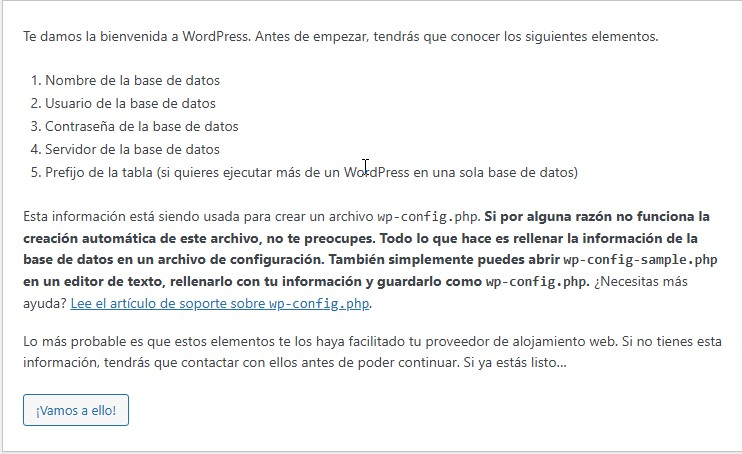 Te damos la bienvenida a WordPress. Antes de empezar, tendrás que conocer los siguientes elementos.
1. Nombre de la base de datos
2. Usuario de la base de datos
3. Contraseña de la base de datos
4. Servidor de la base de datos
5. Prefijo de la tabla (si quieres ejecutar más de un WordPress en una sola base de datos)
Esta información está siendo usada para crear un archivo wp-config.php. Si por alguna razón no funciona la
creación automática de este archivo, no te preocupes. Todo lo que hace es rellenar la información de la
base de datos en un archivo de configuración. También simplemente puedes abrir wp-config-sample.php
en un editor de texto, rellenarlo con tu información y guardarlo como wp-config.php. ¿Necesitas más
ayuda? Lee el artículo de soporte sobre wp-config.php.
Lo más probable es que estos elementos te los haya facilitado tu proveedor de alojamiento web. Si no tienes esta
información, tendrás que contactar con ellos antes de poder continuar. Si ya estás listo...
¡Vamos a ello!